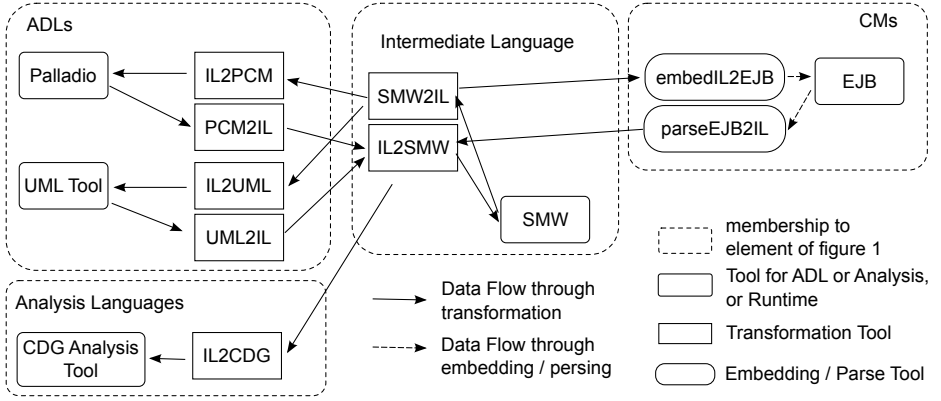 ADLs
Palladio
IL2PCM
PCM2IL
UML Tool
IL2UML
UML2IL
Intermediate Language
SMW2IL
IL2SMW
SMW
CMs
embedIL2EJB
parseEJB2IL
EJB
Analysis Languages
CDG Analysis
Tool
IL2CDG
Data Flow through
transformation
Data Flow through
embedding / persing
membership to
element of figure 1
Tool for ADL or Analysis,
or Runtime
Transformation Tool
Embedding / Parse Tool